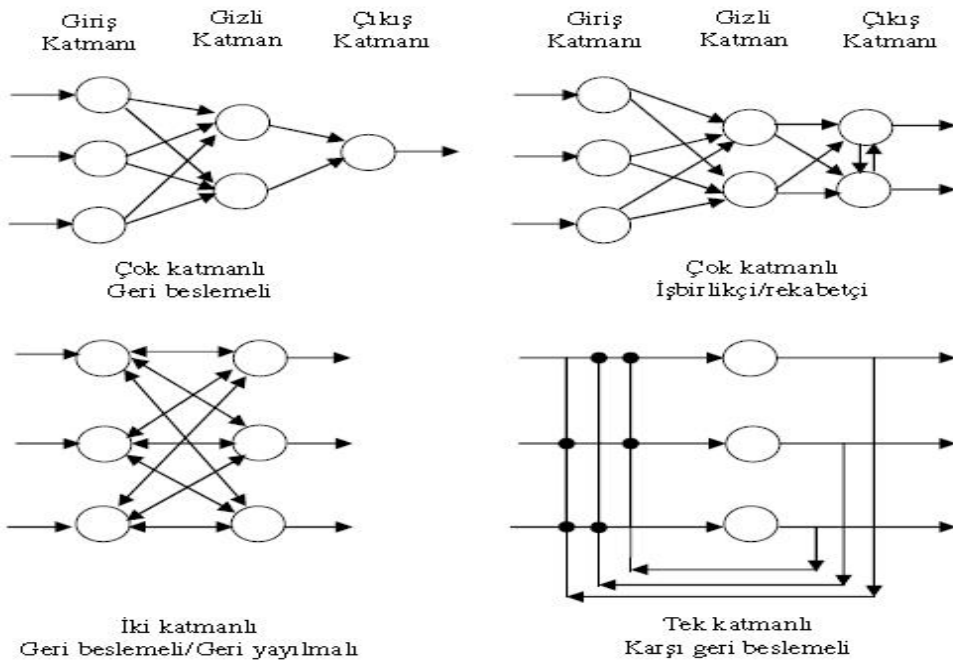 Giriş
Katmanı
Gizli
Katman
Çıkış
Katmanı
Giriş
Katmanı
Gizli
Katman
Çıkış
Katmanı
Çok katmanlı
Geri beslemeli
Çok katmanlı
İşbirlikçi/rekabetçi
İki katmanlı
Geri beslemeli/Geri yayılmalı
Tek katmanlı
Karşı geri beslemeli